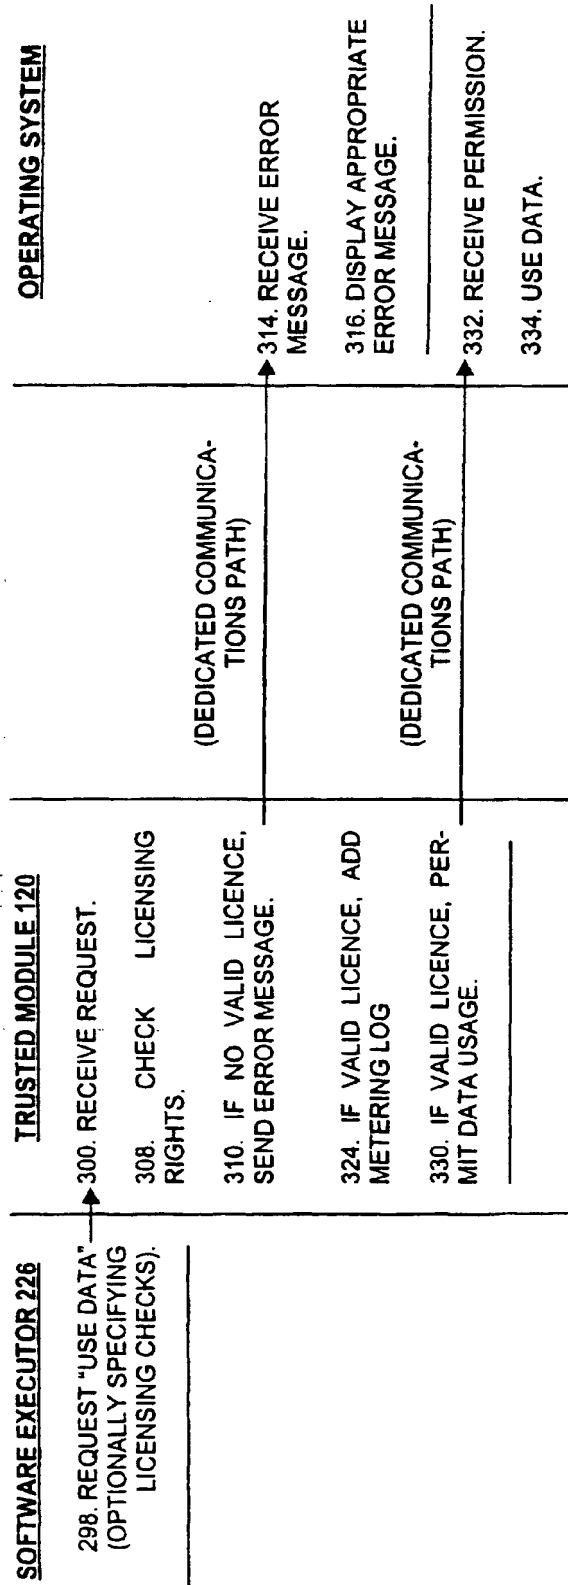 SOFTWARE EXECUTOR 226
298. REQUEST "USE DATA"
(OPTIONALLY SPECIFYING
LICENSING CHECKS).
TRUSTED MODULE 120
300. RECEIVE REQUEST.
308. CHECK LICENSING
RIGHTS.
310. IF NO VALID LICENCE,
SEND ERROR MESSAGE.
324. IF VALID LICENCE, ADD
METERING LOG
330. IF VALID LICENCE, PER-
MIT DATA USAGE.
(DEDICATED COMMUNICA-
TIONS PATH)
(DEDICATED COMMUNICA-
TIONS PATH)
OPERATING SYSTEM
314. RECEIVE ERROR
MESSAGE.
316. DISPLAY APPROPRIATE
ERROR MESSAGE.
332. RECEIVE PERMISSION.
334. USE DATA.